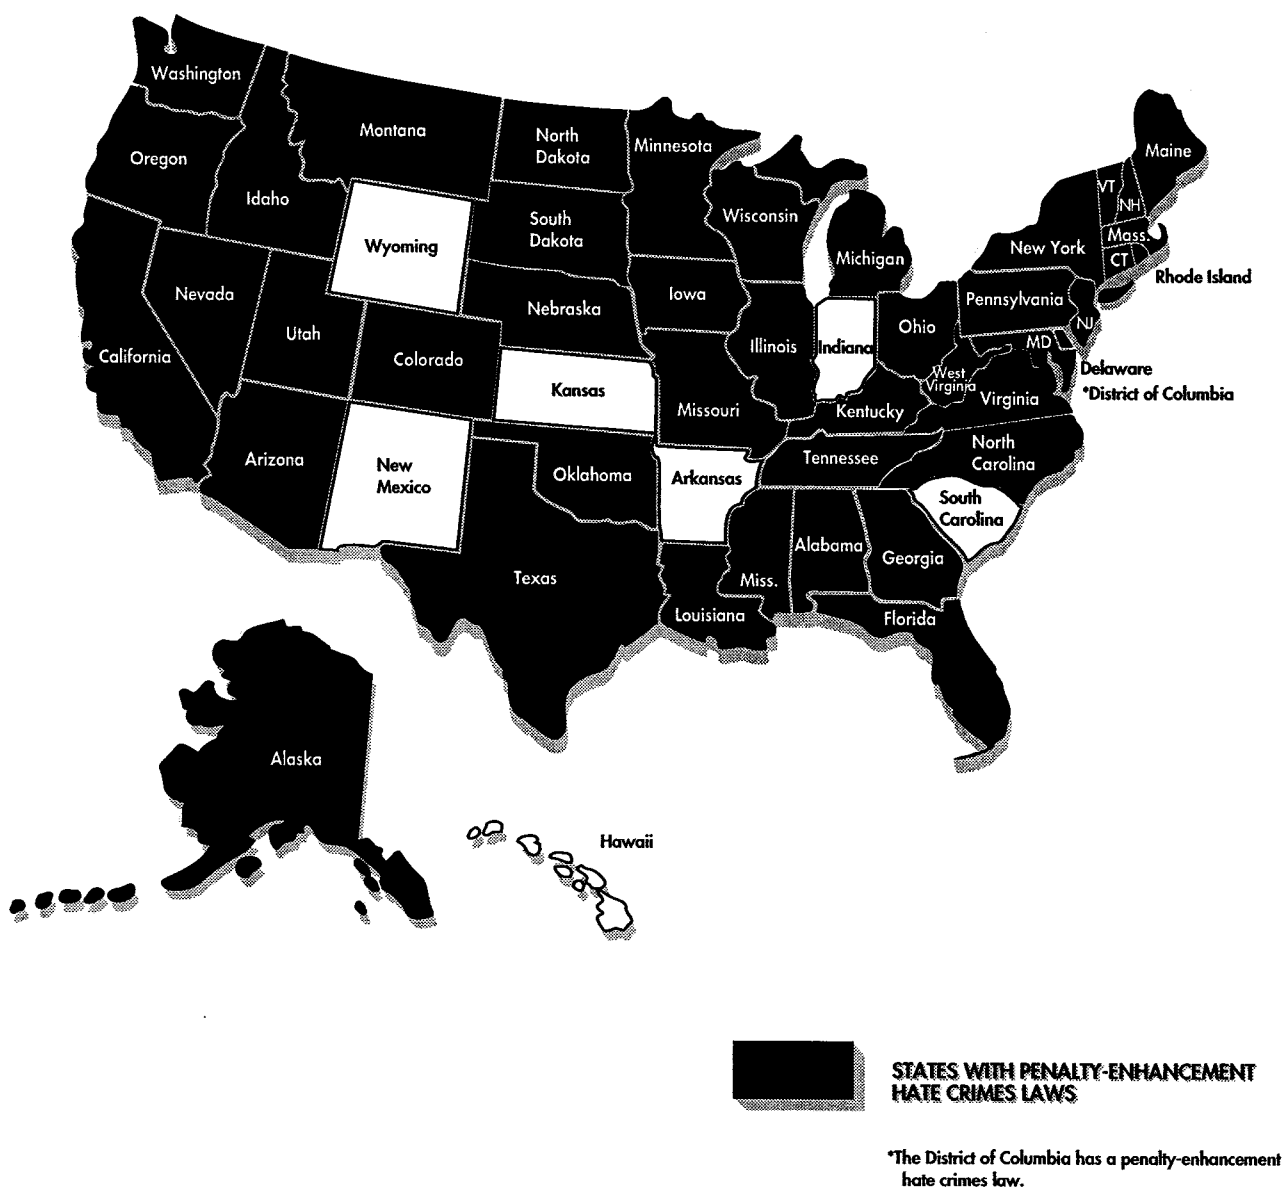 Washington
Montana
North
Dakota
Minnesota
Maine
Oregon
Idaho
VT
NH
Wyoming
South
Dakota
Wisconsin
Michigan
New York
Mass.
CT
Rhode Island
Nevada
Iowa
Pennsylvania
Nebraska
Utah
Ohio
NJ
California
Colorado
Illinois
Indiana
MD
Delaware
West
Virginia
*District of Columbia
Kansas
Missouri
Kentucky
Virginia
Arizona
New
Mexico
Oklahoma
Arkansas
Tennessee
North
Carolina
South
Carolina
Texas
Miss.
Alabama
Georgia
Louisiana
Florida
Alaska
Hawaii
STATES WITH PENALTY-ENHANCEMENT
HATE CRIMES LAWS
*The District of Columbia has a penalty-enhancement
hate crimes law.